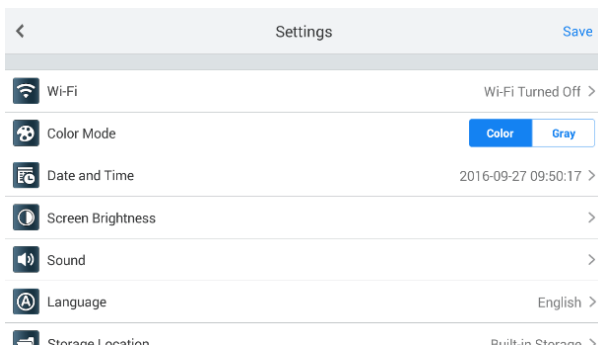 Settings Save
Wi-Fi Wi-Fi Turned Off
Color Mode Color Gray
Date and Time 2016-09-27 09:50:17
Screen Brightness
Sound
Language English
Storage Location Built-in Storage